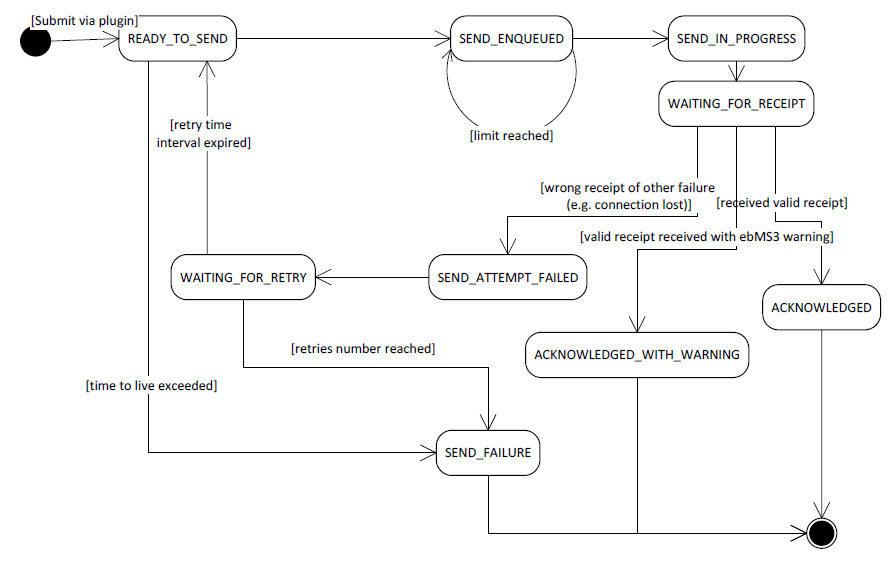 [Submit via plugin]
READY_TO_SEND
SEND_ENQUEUED
SEND_IN_PROGRESS
WAITING_FOR_RECEIPT
[retry time
interval expired]
[limit reached]
[wrong receipt of other failure
(e.g. connection lost)]
[received valid receipt]
[valid receipt received with ebMS3 warning]
WAITING_FOR_RETRY
SEND_ATTEMPT_FAILED
ACKNOWLEDGED
[retries number reached]
ACKNOWLEDGED_WITH_WARNING
[time to live exceeded]
SEND_FAILURE